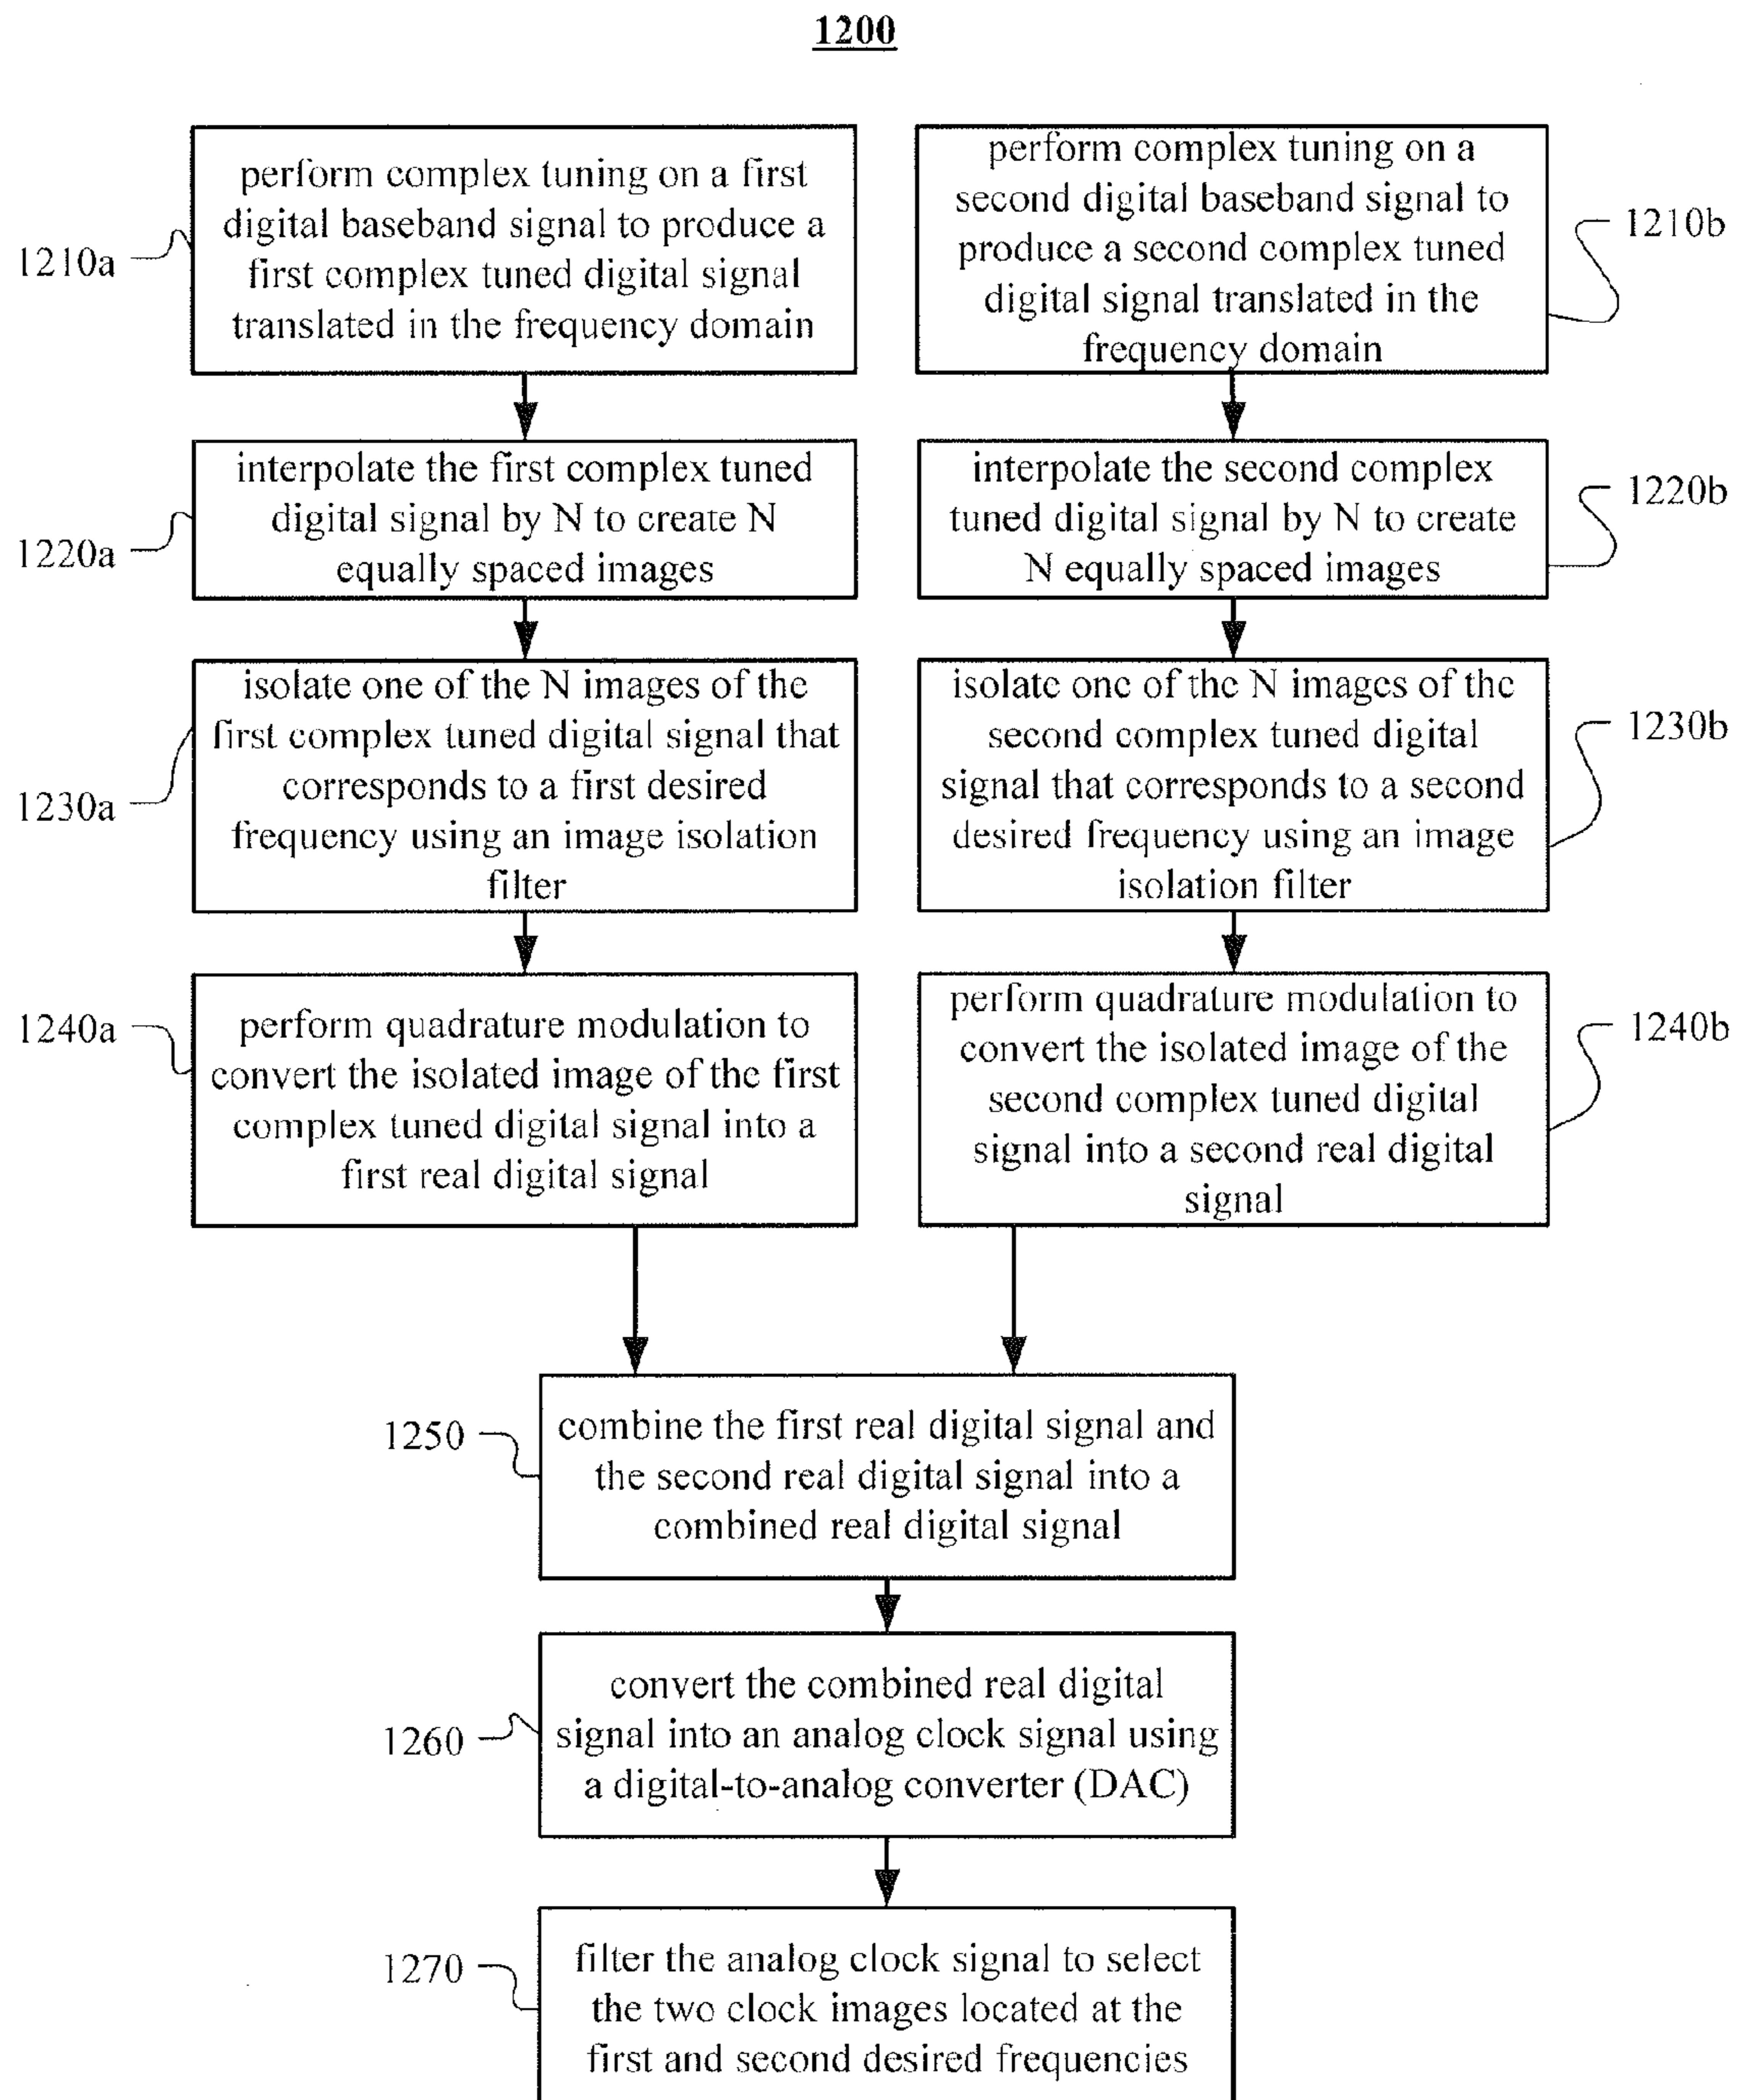 1200
perform complex tuning on a first
digital baseband signal to produce a
first complex tuned digital signal
translated in the frequency domain
1210a
perform complex tuning on a
second digital baseband signal to
produce a second complex tuned
digital signal translated in the
frequency domain
1210b
interpolate the first complex tuned
digital signal by N to create N
equally spaced images
1220a
interpolate the second complex
tuned digital signal by N to create
N equally spaced images
1220b
isolate one of the N images of the
first complex tuned digital signal that
corresponds to a first desired
frequency using an image isolation
filter
1230a
isolate one of the N images of the
second complex tuned digital
signal that corresponds to a second
desired frequency using an image
isolation filter
1230b
perform quadrature modulation to
convert the isolated image of the first
complex tuned digital signal into a
first real digital signal
1240a
perform quadrature modulation to
convert the isolated image of the
second complex tuned digital
signal into a second real digital
signal
1240b
combine the first real digital signal and
the second real digital signal into a
combined real digital signal
1250
convert the combined real digital
signal into an analog clock signal using
a digital-to-analog converter (DAC)
1260
filter the analog clock signal to select
the two clock images located at the
first and second desired frequencies
1270